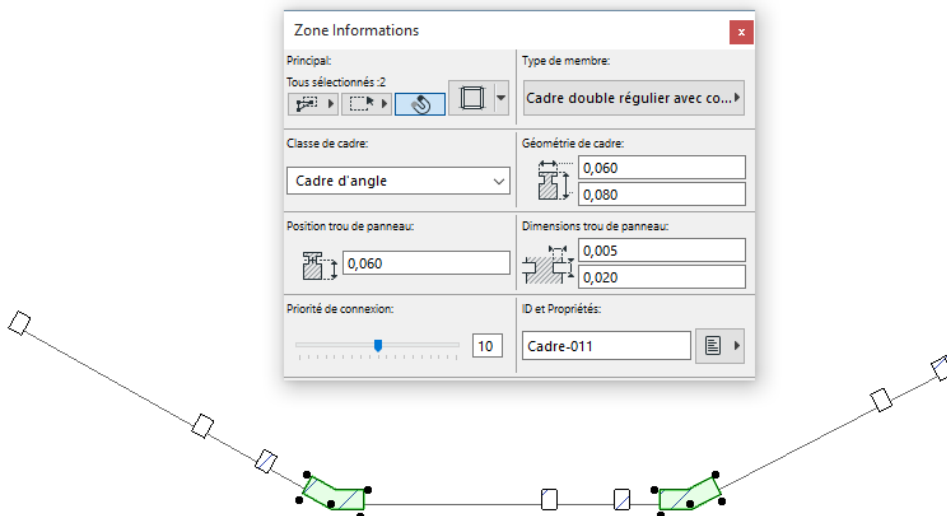 Zone Informations
x
Principal:
Type de membre:
Tous sélectionnés :2
Cadre double régulier avec co...
Classe de cadre:
Géométrie de cadre:
Cadre d'angle
0,060
0,080
Position trou de panneau:
Dimensions trou de panneau:
0,060
0,005
0,020
Priorité de connexion:
ID et Propriétés:
10
Cadre-011